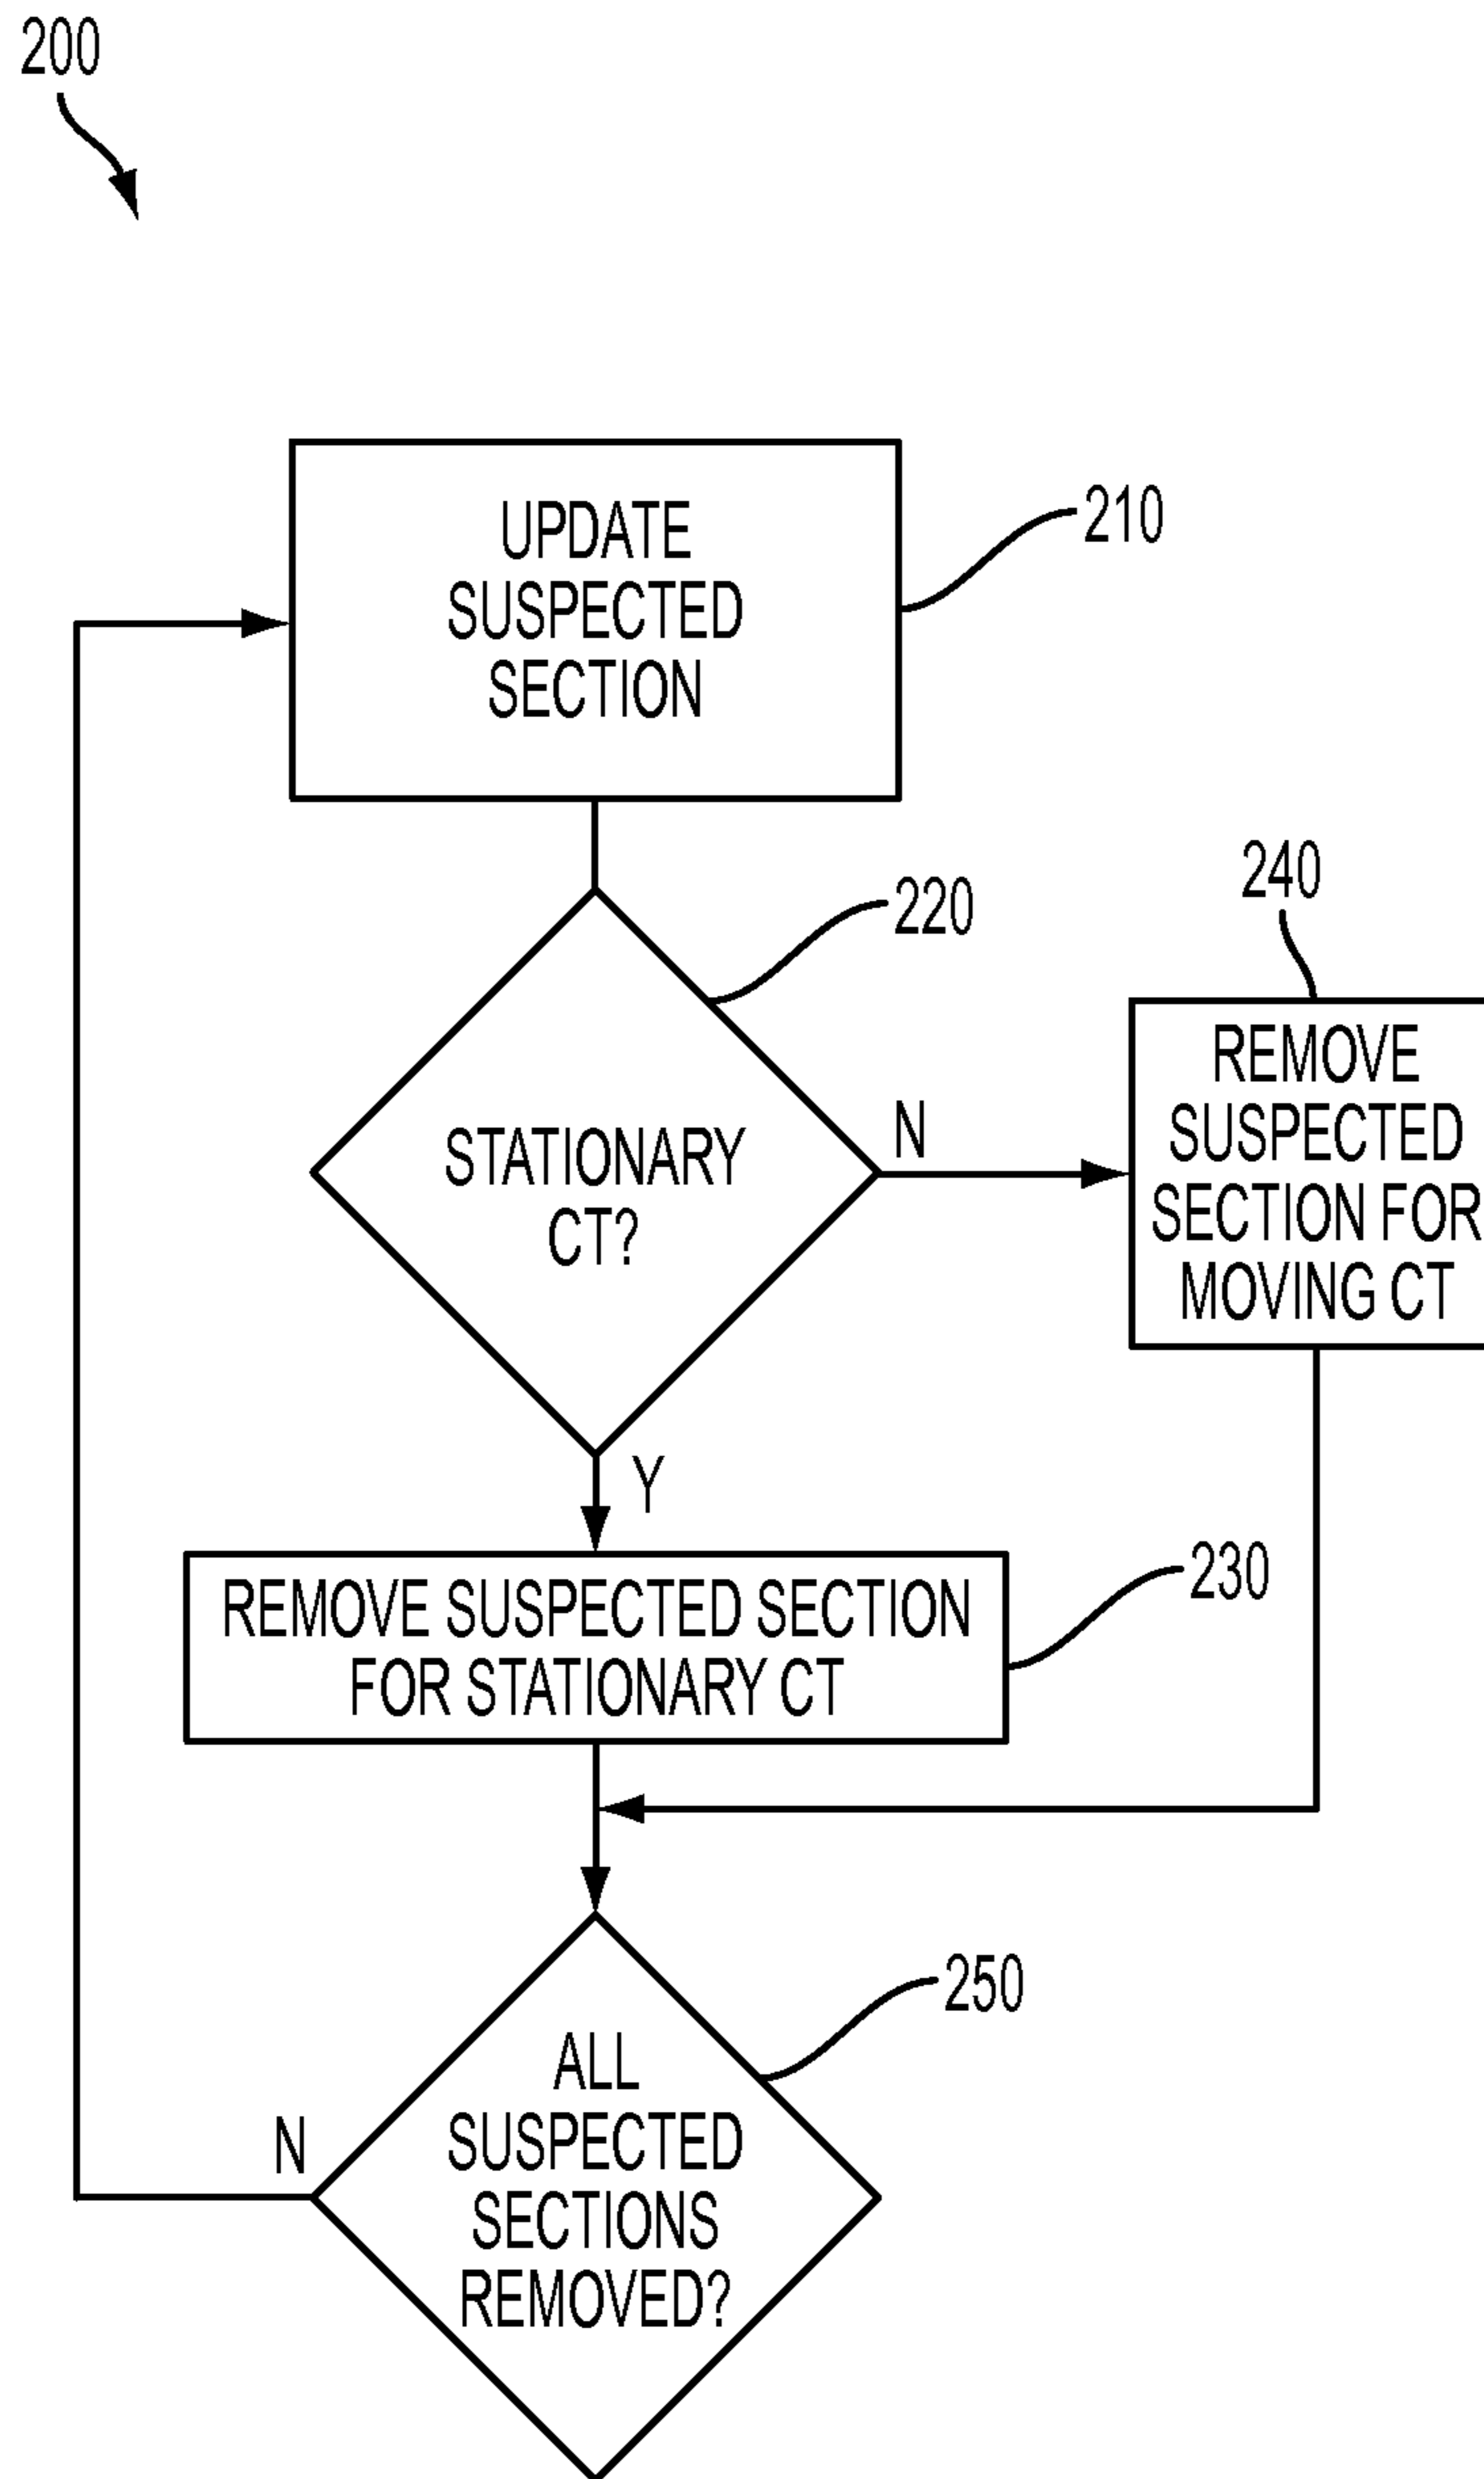 200
UPDATE
SUSPECTED
SECTION
210
STATIONARY
CT?
220
N
240
REMOVE
SUSPECTED
SECTION FOR
MOVING CT
Y
REMOVE SUSPECTED SECTION
FOR STATIONARY CT
230
ALL
SUSPECTED
SECTIONS
REMOVED?
250
N